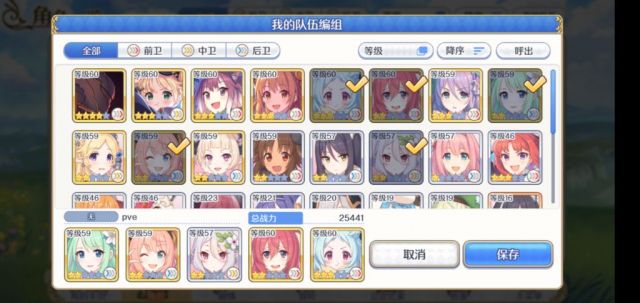 我的队伍编组
全部 前卫 中卫 后卫 等级 降序 呼出
等级60 等级60 等级60 等级60 等级60 等级60 等级59 等级59
等级59 等级59 等级59 等级59 等级57 等级57 等级57 等级46
等级46 等级46 等级23 等级21 等级20 等级19 等级19 等级16
无 pve 总战力 25441
等级59 等级59 等级57 等级60 等级60
取消 保存